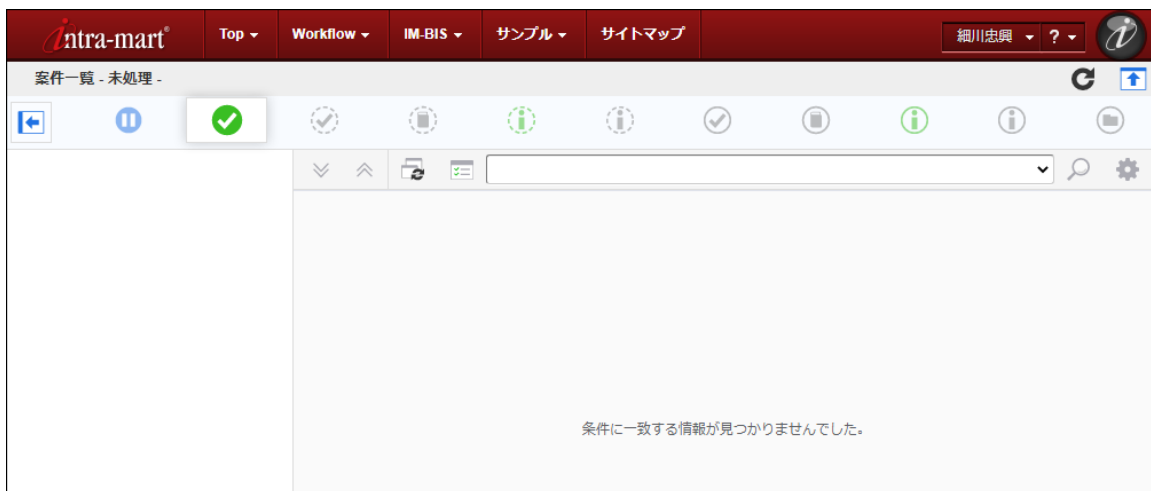 intra-mart®
Top
Workflow
IM-BIS
サンプル
サイトマップ
細川忠興
?
案件一覧 - 未処理 -
条件に一致する情報が見つかりませんでした。